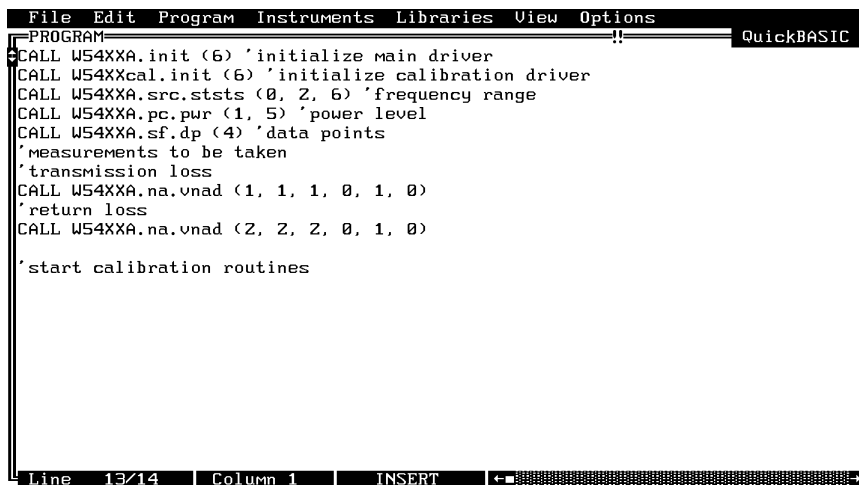 File Edit Program Instruments Libraries View Options
PROGRAM !! QuickBASIC
CALL W54XXA.init (6) 'initialize main driver
CALL W54XXcal.init (6) 'initialize calibration driver
CALL W54XXA.src.ststs (0, 2, 6) 'frequency range
CALL W54XXA.pc.pwr (1, 5) 'power level
CALL W54XXA.sf.dp (4) 'data points
'measurements to be taken
'transmission loss
CALL W54XXA.na.vnad (1, 1, 1, 0, 1, 0)
'return loss
CALL W54XXA.na.vnad (2, 2, 2, 0, 1, 0)
'start calibration routines
Line 13/14 Column 1 INSERT